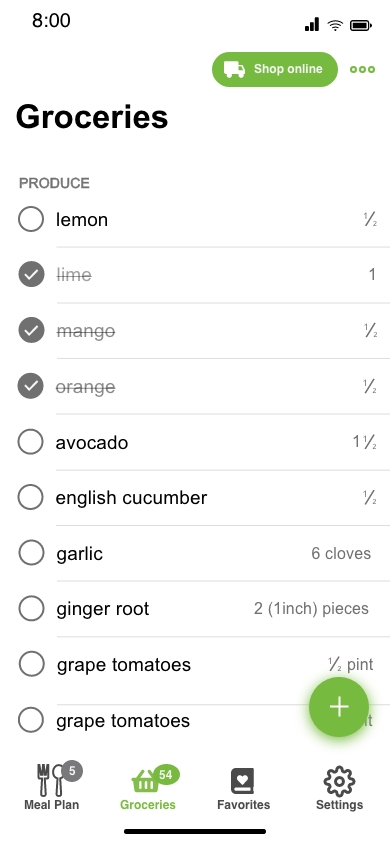 8:00
Shop online
Groceries
PRODUCE
lemon ½
lime 1
mango ½
orange ½
avocado 1½
english cucumber ½
garlic 6 cloves
ginger root 2 (1inch) pieces
grape tomatoes ½ pint
grape tomatoes
5 54
Meal Plan Groceries Favorites Settings